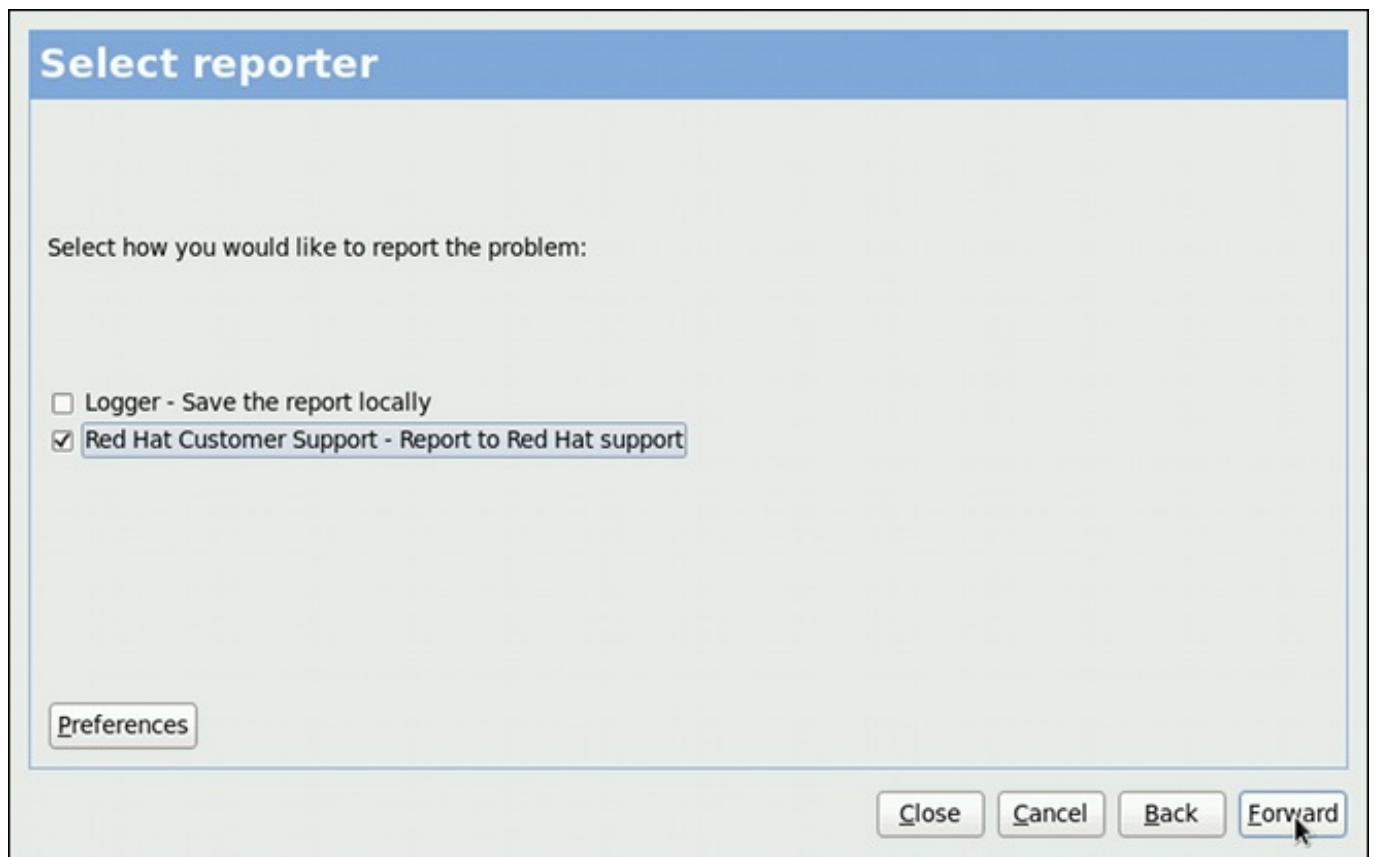 Select reporter
Select how you would like to report the problem:
Logger - Save the report locally
Red Hat Customer Support - Report to Red Hat support
Preferences
Close Cancel Back Forward